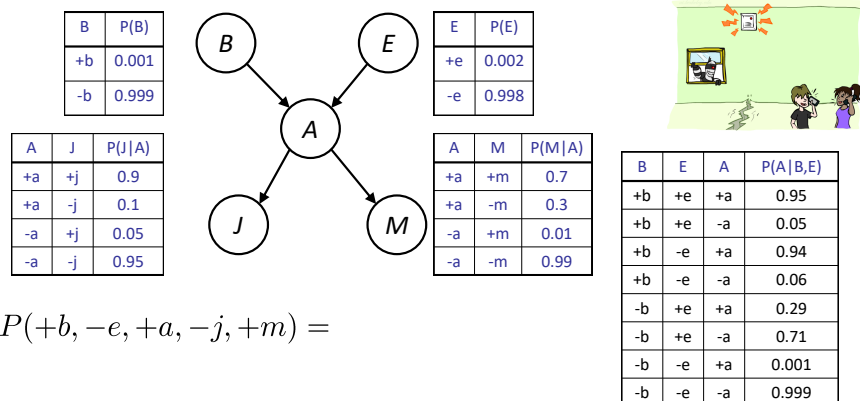 B P(B)
+b 0.001
-b 0.999
B
E
E P(E)
+e 0.002
-e 0.998
A
A J P(J|A)
+a +j 0.9
+a -j 0.1
-a +j 0.05
-a -j 0.95
J
M
A M P(M|A)
+a +m 0.7
+a -m 0.3
-a +m 0.01
-a -m 0.99
B E A P(A|B,E)
+b +e +a 0.95
+b +e -a 0.05
+b -e +a 0.94
+b -e -a 0.06
-b +e +a 0.29
-b +e -a 0.71
-b -e +a 0.001
-b -e -a 0.999
P(+b, −e, +a, −j, +m) =